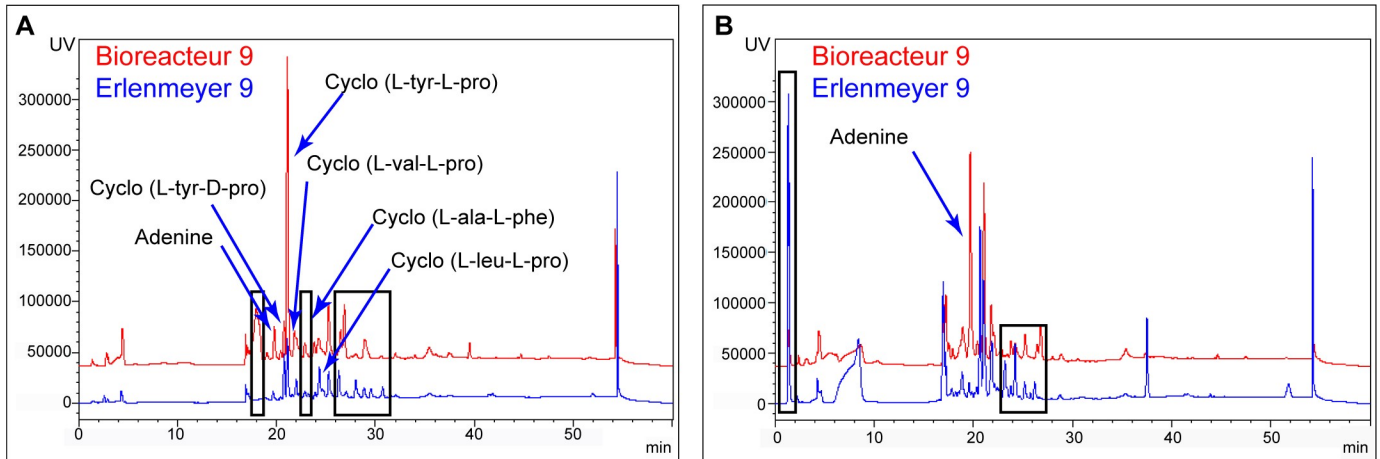 A
UV
Bioreacteur 9
Erlenmeyer 9
Cyclo (L-tyr-L-pro)
Cyclo (L-val-L-pro)
Cyclo (L-tyr-D-pro)
Cyclo (L-ala-L-phe)
Adenine
Cyclo (L-leu-L-pro)
300000
250000
200000
150000
100000
50000
0
0 10 20 30 40 50
min
B
UV
Bioreacteur 9
Erlenmeyer 9
Adenine
300000
250000
200000
150000
100000
50000
0
0 10 20 30 40 50
min